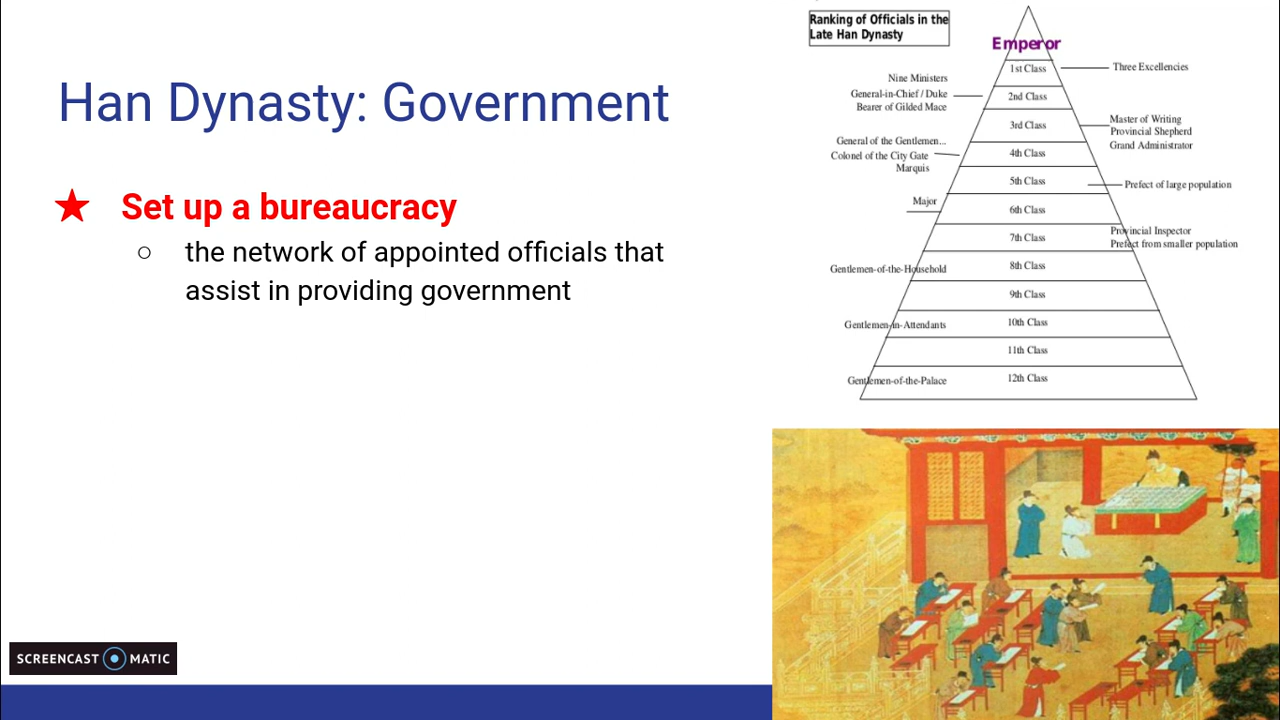 Han Dynasty: Government
★ Set up a bureaucracy
○ the network of appointed officials that
assist in providing government
SCREENCAST MATIC
Ranking of Officials in the
Late Han Dynasty
Emperor
1st Class
Three Excellencies
Nine Ministers
General-in-Chief / Duke
Bearer of Gilded Mace
2nd Class
3rd Class
Master of Writing
Provincial Shepherd
Grand Administrator
General of the Gentlemen...
Colonel of the City Gate
Marquis
4th Class
5th Class
Prefect of large population
Major
6th Class
7th Class
Provincial Inspector
Prefect from smaller population
Gentlemen-of-the-Household
8th Class
9th Class
Gentlemen-in-Attendants
10th Class
11th Class
Gentlemen-of-the-Palace
12th Class